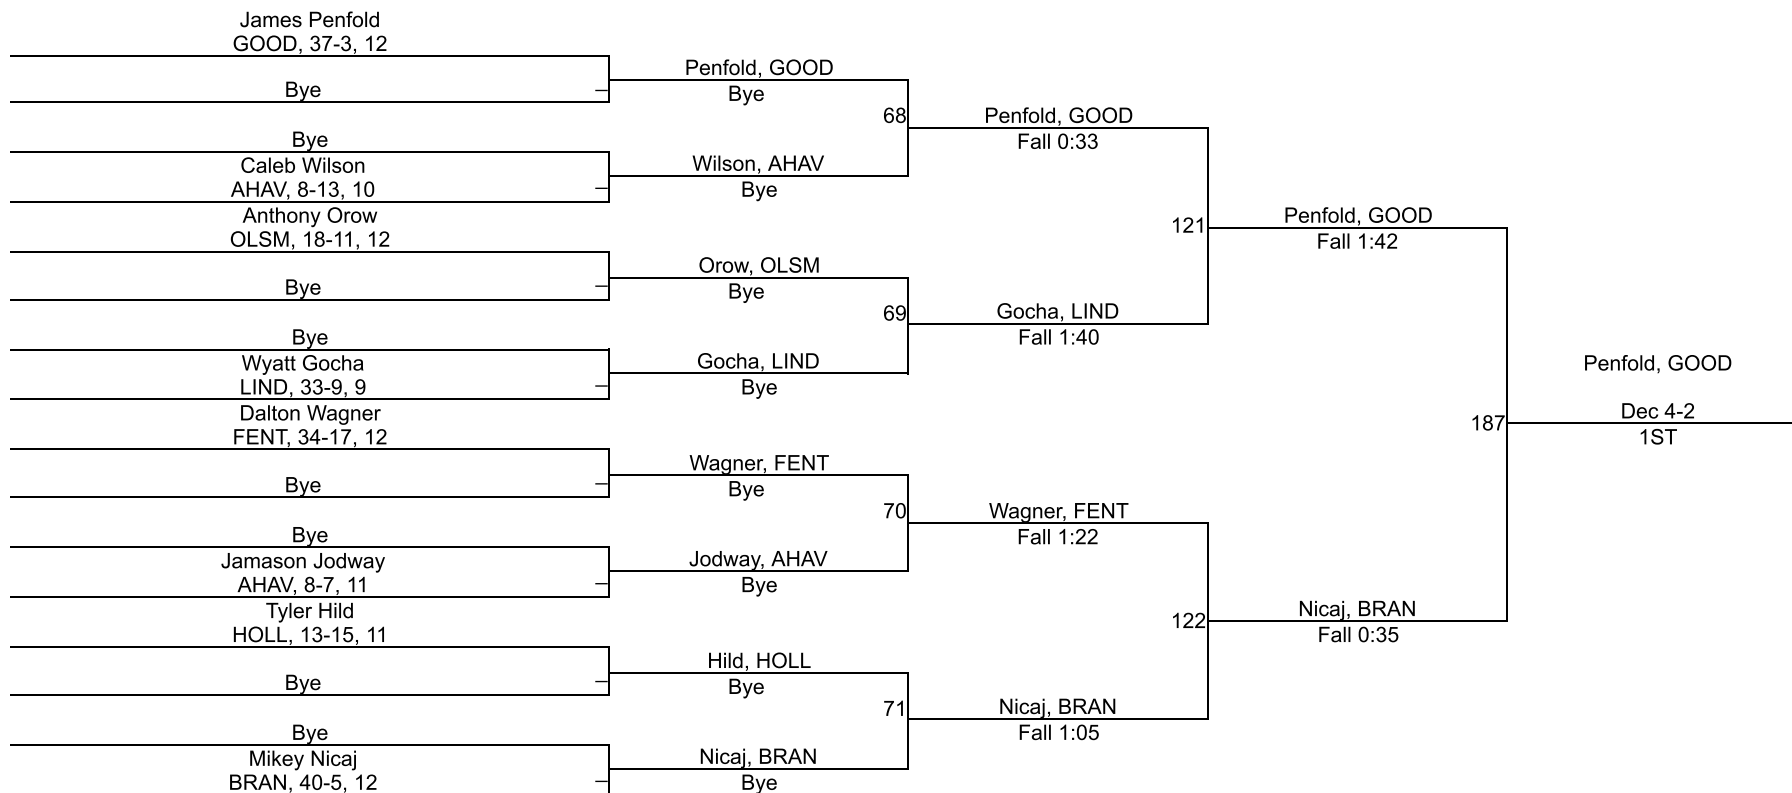 James Penfold
GOOD, 37-3, 12
Bye
Bye
Caleb Wilson
AHAV, 8-13, 10
Anthony Orow
OLSM, 18-11, 12
Bye
Bye
Wyatt Gocha
LIND, 33-9, 9
Dalton Wagner
FENT, 34-17, 12
Bye
Bye
Jamason Jodway
AHAV, 8-7, 11
Tyler Hild
HOLL, 13-15, 11
Bye
Bye
Mikey Nicaj
BRAN, 40-5, 12
Penfold, GOOD
Bye
68
Wilson, AHAV
Bye
Orow, OLSM
Bye
69
Gocha, LIND
Bye
Wagner, FENT
Bye
70
Jodway, AHAV
Bye
Hild, HOLL
Bye
71
Nicaj, BRAN
Bye
Penfold, GOOD
Fall 0:33
121
Gocha, LIND
Fall 1:40
Wagner, FENT
Fall 1:22
122
Nicaj, BRAN
Fall 1:05
Penfold, GOOD
Fall 1:42
187
Nicaj, BRAN
Fall 0:35
Penfold, GOOD
Dec 4-2
1ST